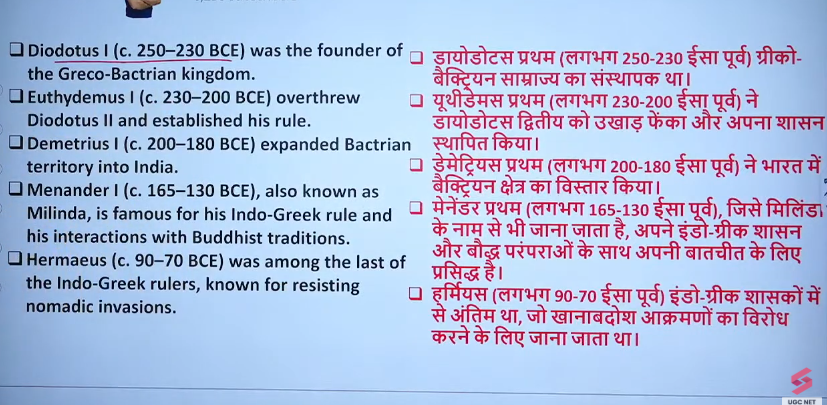 ❑ Diodotus I (c. 250–230 BCE) was the founder of
the Greco-Bactrian kingdom.
❑ Euthydemus I (c. 230–200 BCE) overthrew
Diodotus II and established his rule.
❑ Demetrius I (c. 200–180 BCE) expanded Bactrian
territory into India.
❑ Menander I (c. 165–130 BCE), also known as
Milinda, is famous for his Indo-Greek rule and
his interactions with Buddhist traditions.
❑ Hermaeus (c. 90–70 BCE) was among the last of
the Indo-Greek rulers, known for resisting
nomadic invasions.
❑ डायोडोटस प्रथम (लगभग 250-230 ईसा पूर्व) ग्रीको-
बैक्ट्रियन साम्राज्य का संस्थापक था।
❑ यूथीडेमस प्रथम (लगभग 230-200 ईसा पूर्व) ने
डायोडोटस द्वितीय को उखाड़ फेंका और अपना शासन
स्थापित किया।
❑ डेमेट्रियस प्रथम (लगभग 200-180 ईसा पूर्व) ने भारत में
बैक्ट्रियन क्षेत्र का विस्तार किया।
❑ मेनेंडर प्रथम (लगभग 165-130 ईसा पूर्व), जिसे मिलिंडा
के नाम से भी जाना जाता है, अपने इंडो-ग्रीक शासन
और बौद्ध परंपराओं के साथ अपनी बातचीत के लिए
प्रसिद्ध है।
❑ हर्मियस (लगभग 90-70 ईसा पूर्व) इंडो-ग्रीक शासकों में
से अंतिम था, जो खानाबदोश आक्रमणों का विरोध
करने के लिए जाना जाता था।
UGC NET